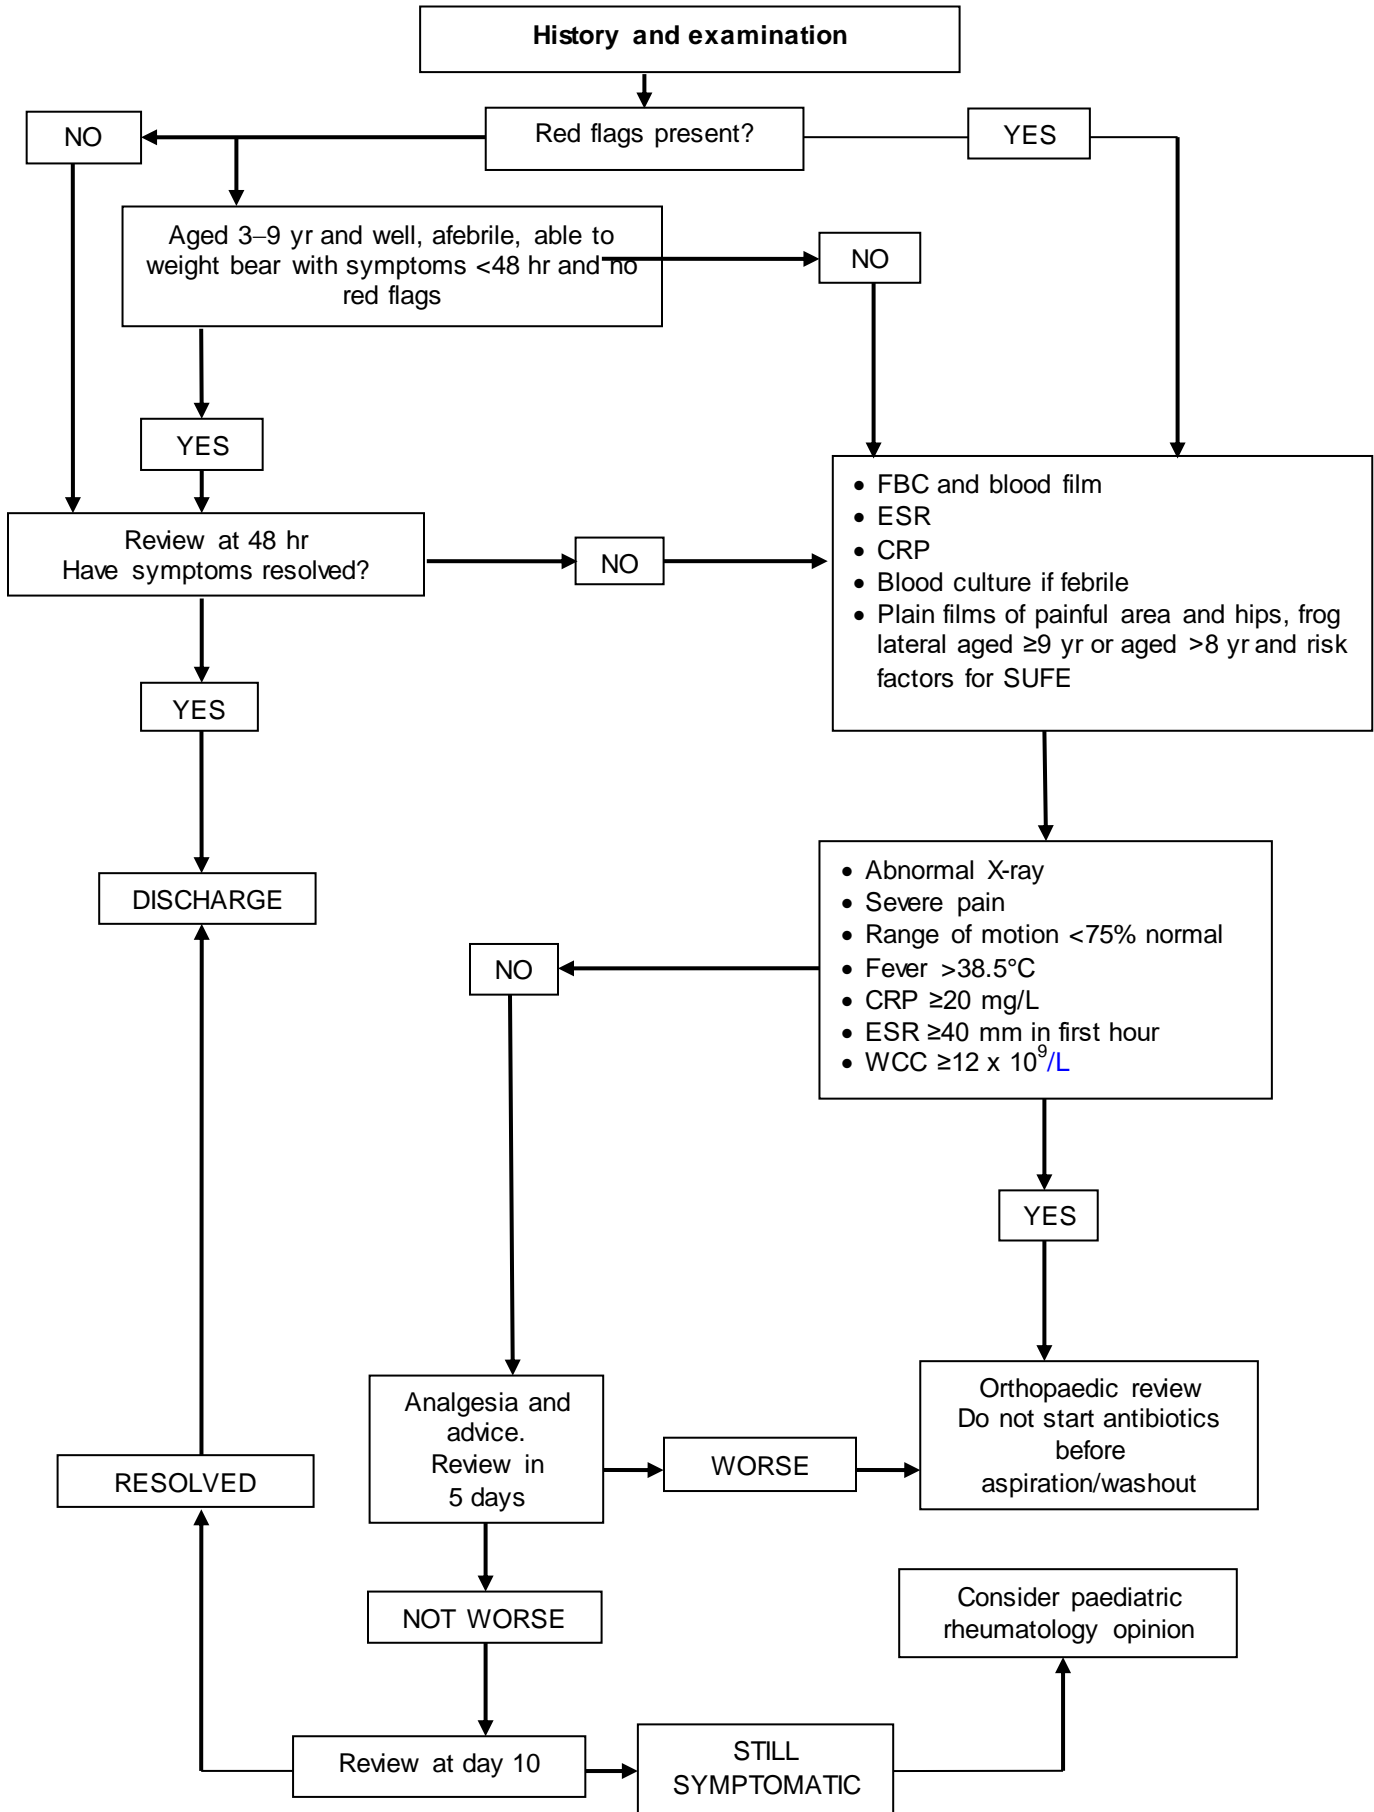 History and examination
NO
Red flags present?
YES
Aged 3–9 yr and well, afebrile, able to
weight bear with symptoms <48 hr and no
red flags
NO
YES
Review at 48 hr
Have symptoms resolved?
NO
• FBC and blood film
• ESR
• CRP
• Blood culture if febrile
• Plain films of painful area and hips, frog
lateral aged ≥9 yr or aged >8 yr and risk
factors for SUFE
YES
DISCHARGE
• Abnormal X-ray
• Severe pain
• Range of motion <75% normal
• Fever >38.5°C
• CRP ≥20 mg/L
• ESR ≥40 mm in first hour
• WCC ≥12 x 10⁹/L
NO
YES
Analgesia and
advice.
Review in
5 days
WORSE
Orthopaedic review
Do not start antibiotics
before
aspiration/washout
RESOLVED
NOT WORSE
Consider paediatric
rheumatology opinion
Review at day 10
STILL
SYMPTOMATIC